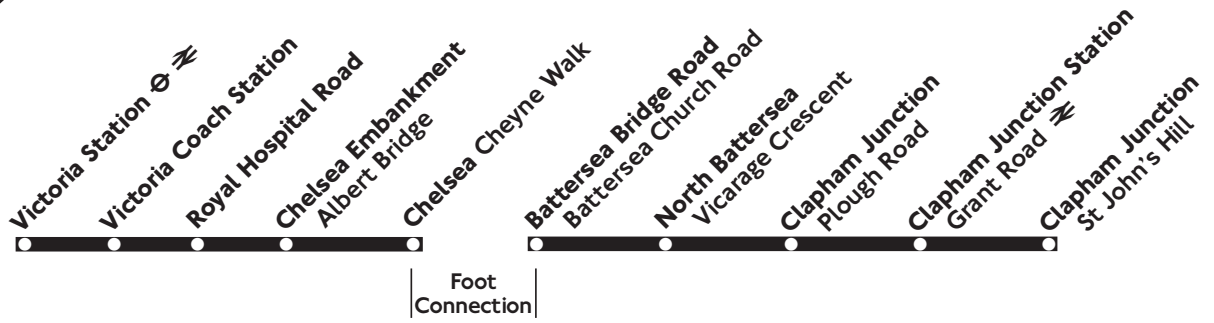 Victoria Station
Victoria Coach Station
Royal Hospital Road
Chelsea Embankment
Albert Bridge
Chelsea Cheyne Walk
Battersea Bridge Road
Battersea Church Road
North Battersea
Vicarage Crescent
Clapham Junction
Plough Road
Clapham Junction Station
Grant Road
Clapham Junction
St John's Hill
Foot
Connection